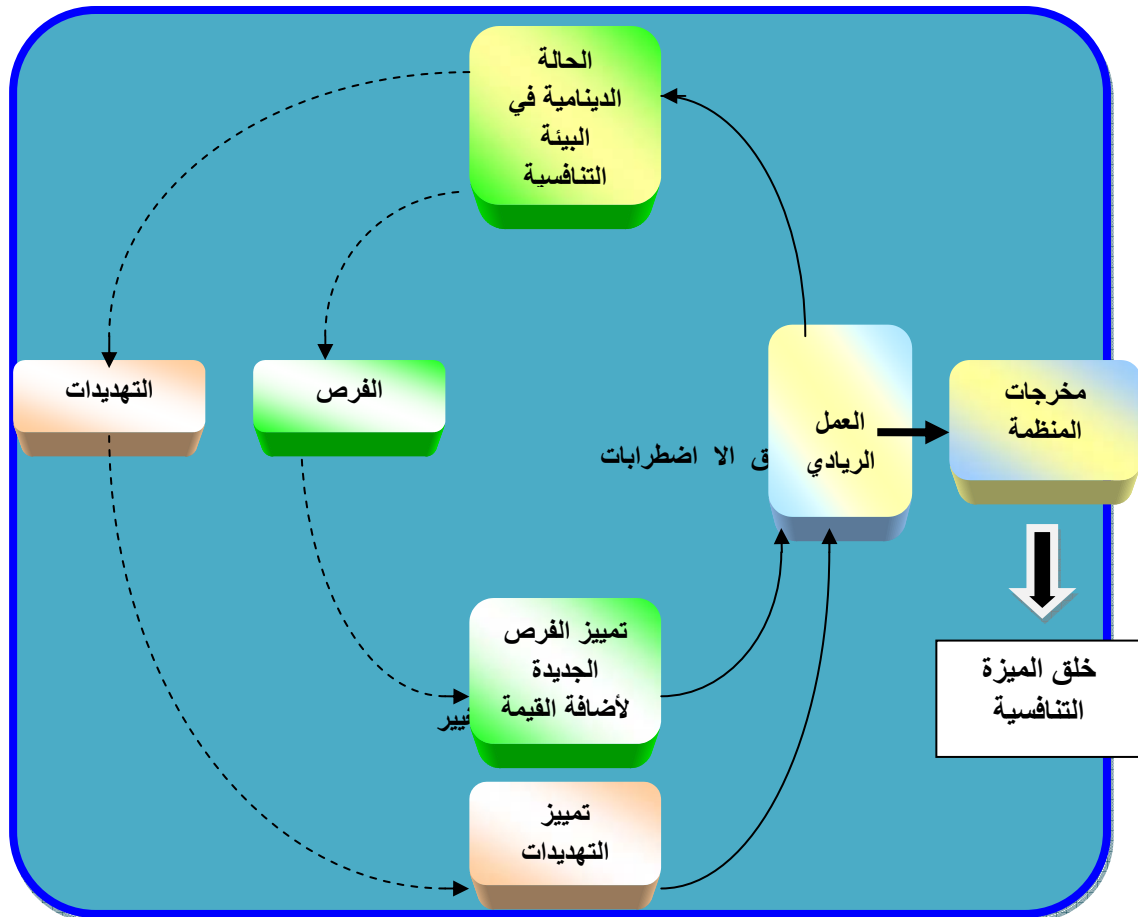 الحالة
الدينامية في
البيئة
التنافسية
التهديدات
الفرص
العمل
الريادي
مخرجات
المنظمة
الا اضطرابات
تمييز الفرص
الجديدة
لأضافة القيمة
خلق الميزة
التنافسية
تمييز
التهديدات